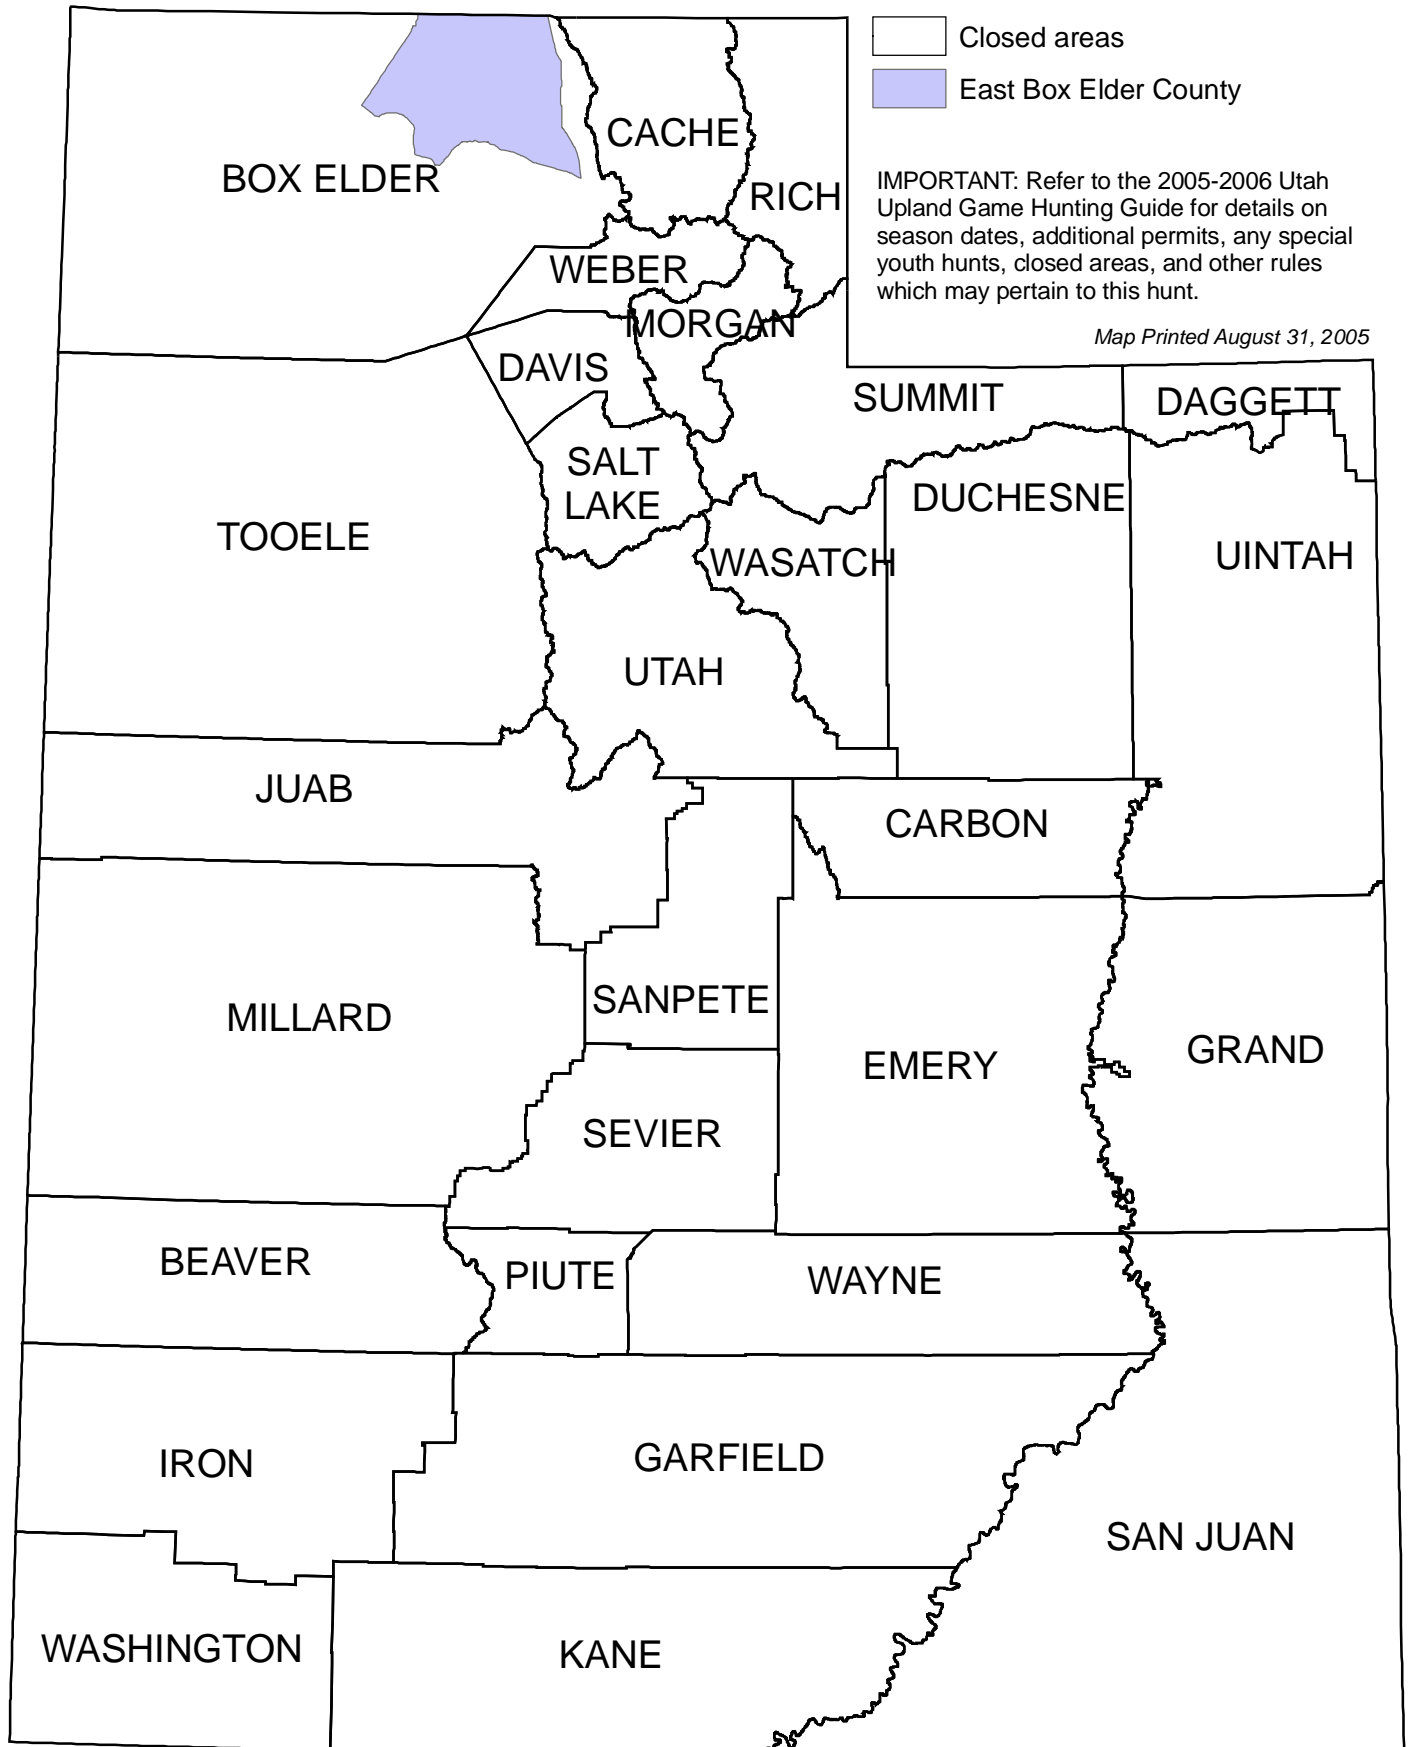 Closed areas
East Box Elder County
IMPORTANT: Refer to the 2005-2006 Utah
Upland Game Hunting Guide for details on
season dates, additional permits, any special
youth hunts, closed areas, and other rules
which may pertain to this hunt.
Map Printed August 31, 2005
CACHE
BOX ELDER
RICH
WEBER
MORGAN
DAVIS
SUMMIT
DAGGETT
SALT
LAKE
DUCHESNE
TOOELE
WASATCH
UINTAH
UTAH
JUAB
CARBON
SANPETE
MILLARD
EMERY
GRAND
SEVIER
BEAVER
PIUTE
WAYNE
IRON
GARFIELD
SAN JUAN
WASHINGTON
KANE